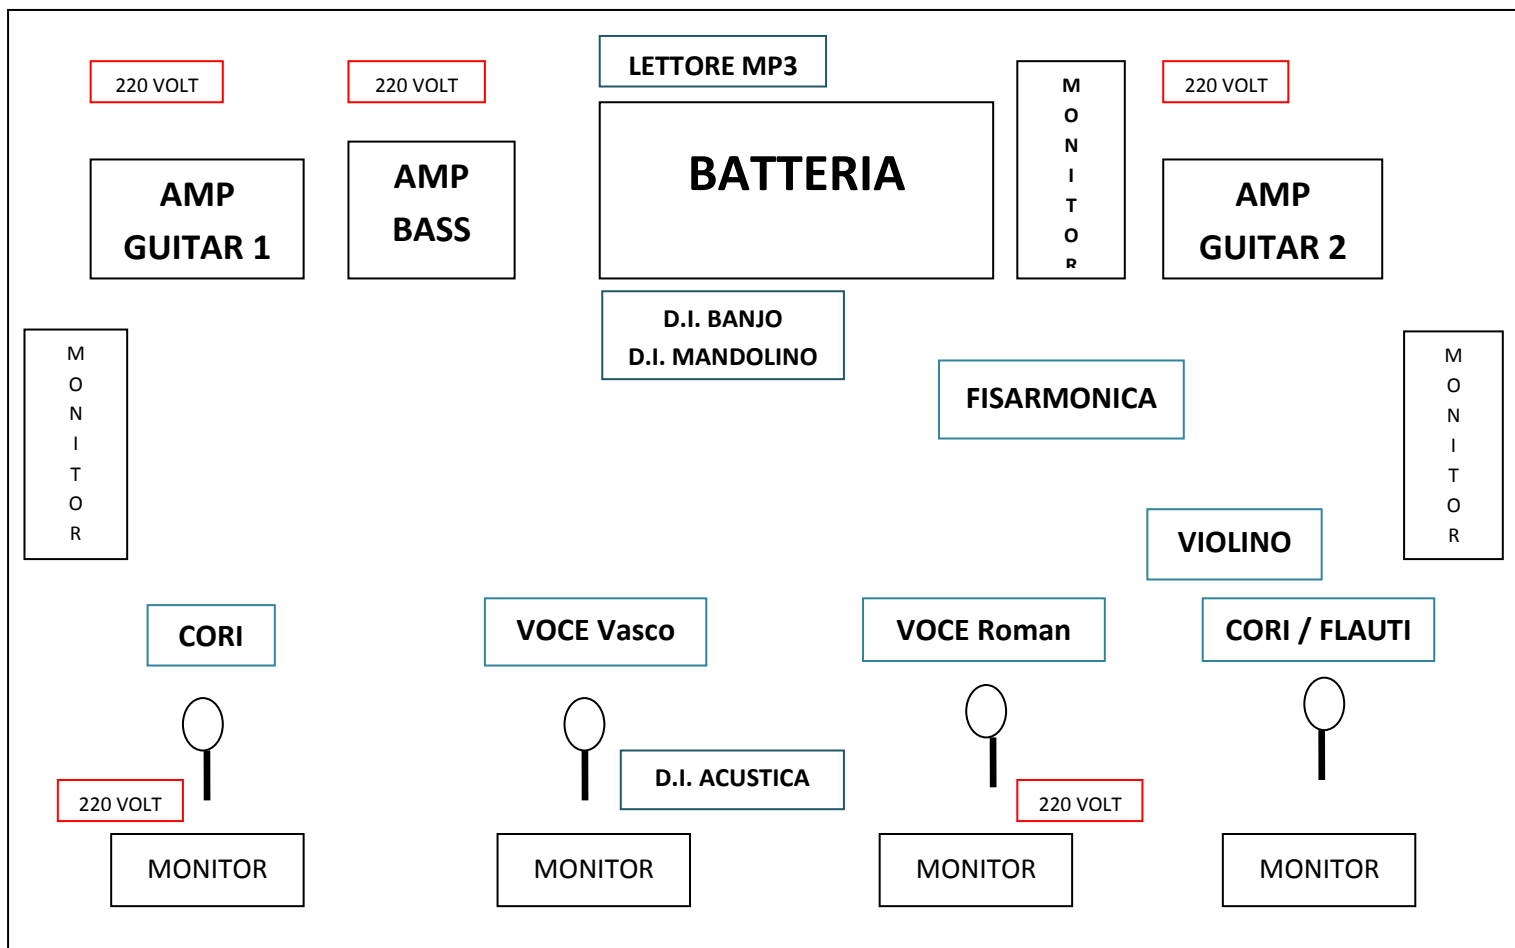 LETTORE MP3
220 VOLT
220 VOLT
220 VOLT
AMP
GUITAR 1
AMP
BASS
BATTERIA
M
O
N
I
T
O
R
AMP
GUITAR 2
D.I. BANJO
D.I. MANDOLINO
M
O
N
I
T
O
R
FISARMONICA
M
O
N
I
T
O
R
VIOLINO
CORI
VOCE Vasco
VOCE Roman
CORI / FLAUTI
220 VOLT
D.I. ACUSTICA
220 VOLT
MONITOR
MONITOR
MONITOR
MONITOR